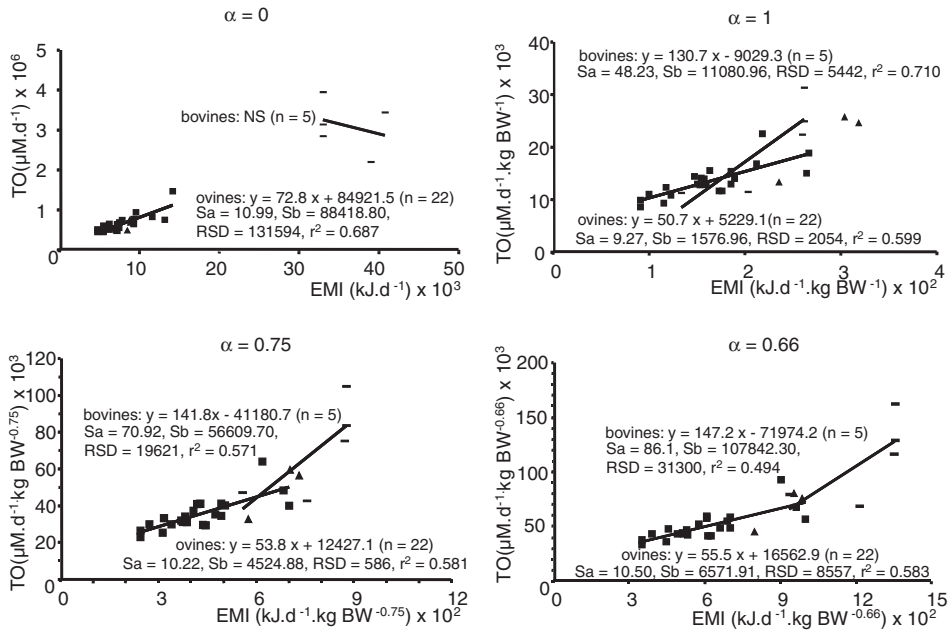 α = 0
TO(µM.d⁻¹) x 10⁶
5
4
3
2
1
0
bovines: NS (n = 5)
ovines: y = 72.8 x + 84921.5 (n = 22)
Sa = 10.99, Sb = 88418.80,
RSD = 131594, r² = 0.687
10
20
30
40
50
EMI (kJ.d⁻¹) x 10³
α = 1
TO(µM.d⁻¹.kg BW⁻¹) x 10³
40
30
20
10
0
bovines: y = 130.7 x - 9029.3 (n = 5)
Sa = 48.23, Sb = 11080.96, RSD = 5442, r² = 0.710
ovines: y = 50.7 x + 5229.1(n = 22)
Sa = 9.27, Sb = 1576.96, RSD = 2054, r² = 0.599
0
1
2
3
4
EMI (kJ.d⁻¹.kg BW⁻¹) x 10²
α = 0.75
TO(µM.d⁻¹·kg BW⁻⁰·⁷⁵) x 10³
120
100
80
60
40
20
0
bovines: y = 141.8x - 41180.7 (n = 5)
Sa = 70.92, Sb = 56609.70,
RSD = 19621, r² = 0.571
ovines: y = 53.8 x + 12427.1 (n = 22)
Sa = 10.22, Sb = 4524.88, RSD = 586, r² = 0.581
0
3
6
9
12
EMI (kJ.d⁻¹.kg BW⁻⁰·⁷⁵) x 10²
α = 0.66
TO(µM.d⁻¹·kg BW⁻⁰·⁶⁶) x 10³
200
150
100
50
0
bovines: y = 147.2 x - 71974.2 (n = 5)
Sa = 86.1, Sb = 107842.30,
RSD = 31300, r² = 0.494
ovines: y = 55.5 x + 16562.9 (n = 22)
Sa = 10.50, Sb = 6571.91, RSD = 8557, r² = 0.583
0
3
6
9
12
15
EMI (kJ.d⁻¹.kg BW⁻⁰·⁶⁶) x 10²